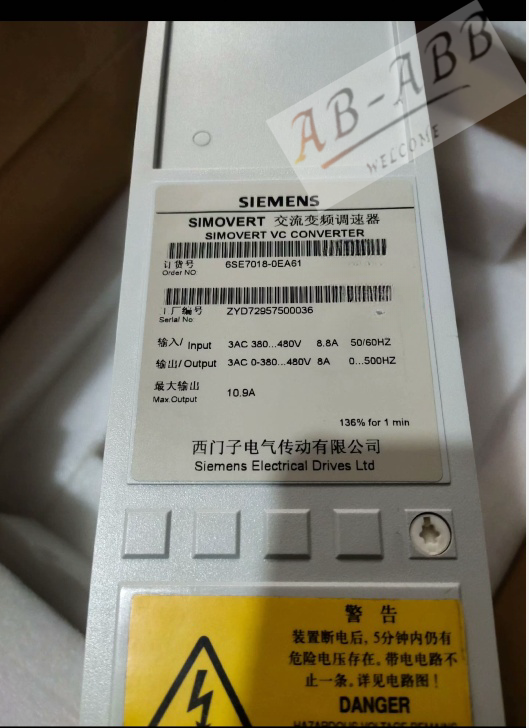 AB-ABB
WELCOME
SIEMENS
SIMOVERT 交流变频调速器
SIMOVERT VC CONVERTER
订货号 6SE7018-0EA61
Order NO
工厂编号 ZYD72957500036
Serial No
输入/ Input 3AC 380...480V 8.8A 50/60HZ
输出/ Output 3AC 0-380...480V 8A 0...500HZ
最大输出 10.9A
Max.Output
136% for 1 min
西门子电气传动有限公司
Siemens Electrical Drives Ltd
警 告
装置断电后, 5分钟内仍有
危险电压存在。带电电路不
止一条。详见电路图!
DANGER
HAZARDOUS VOLTAGE REMAINS